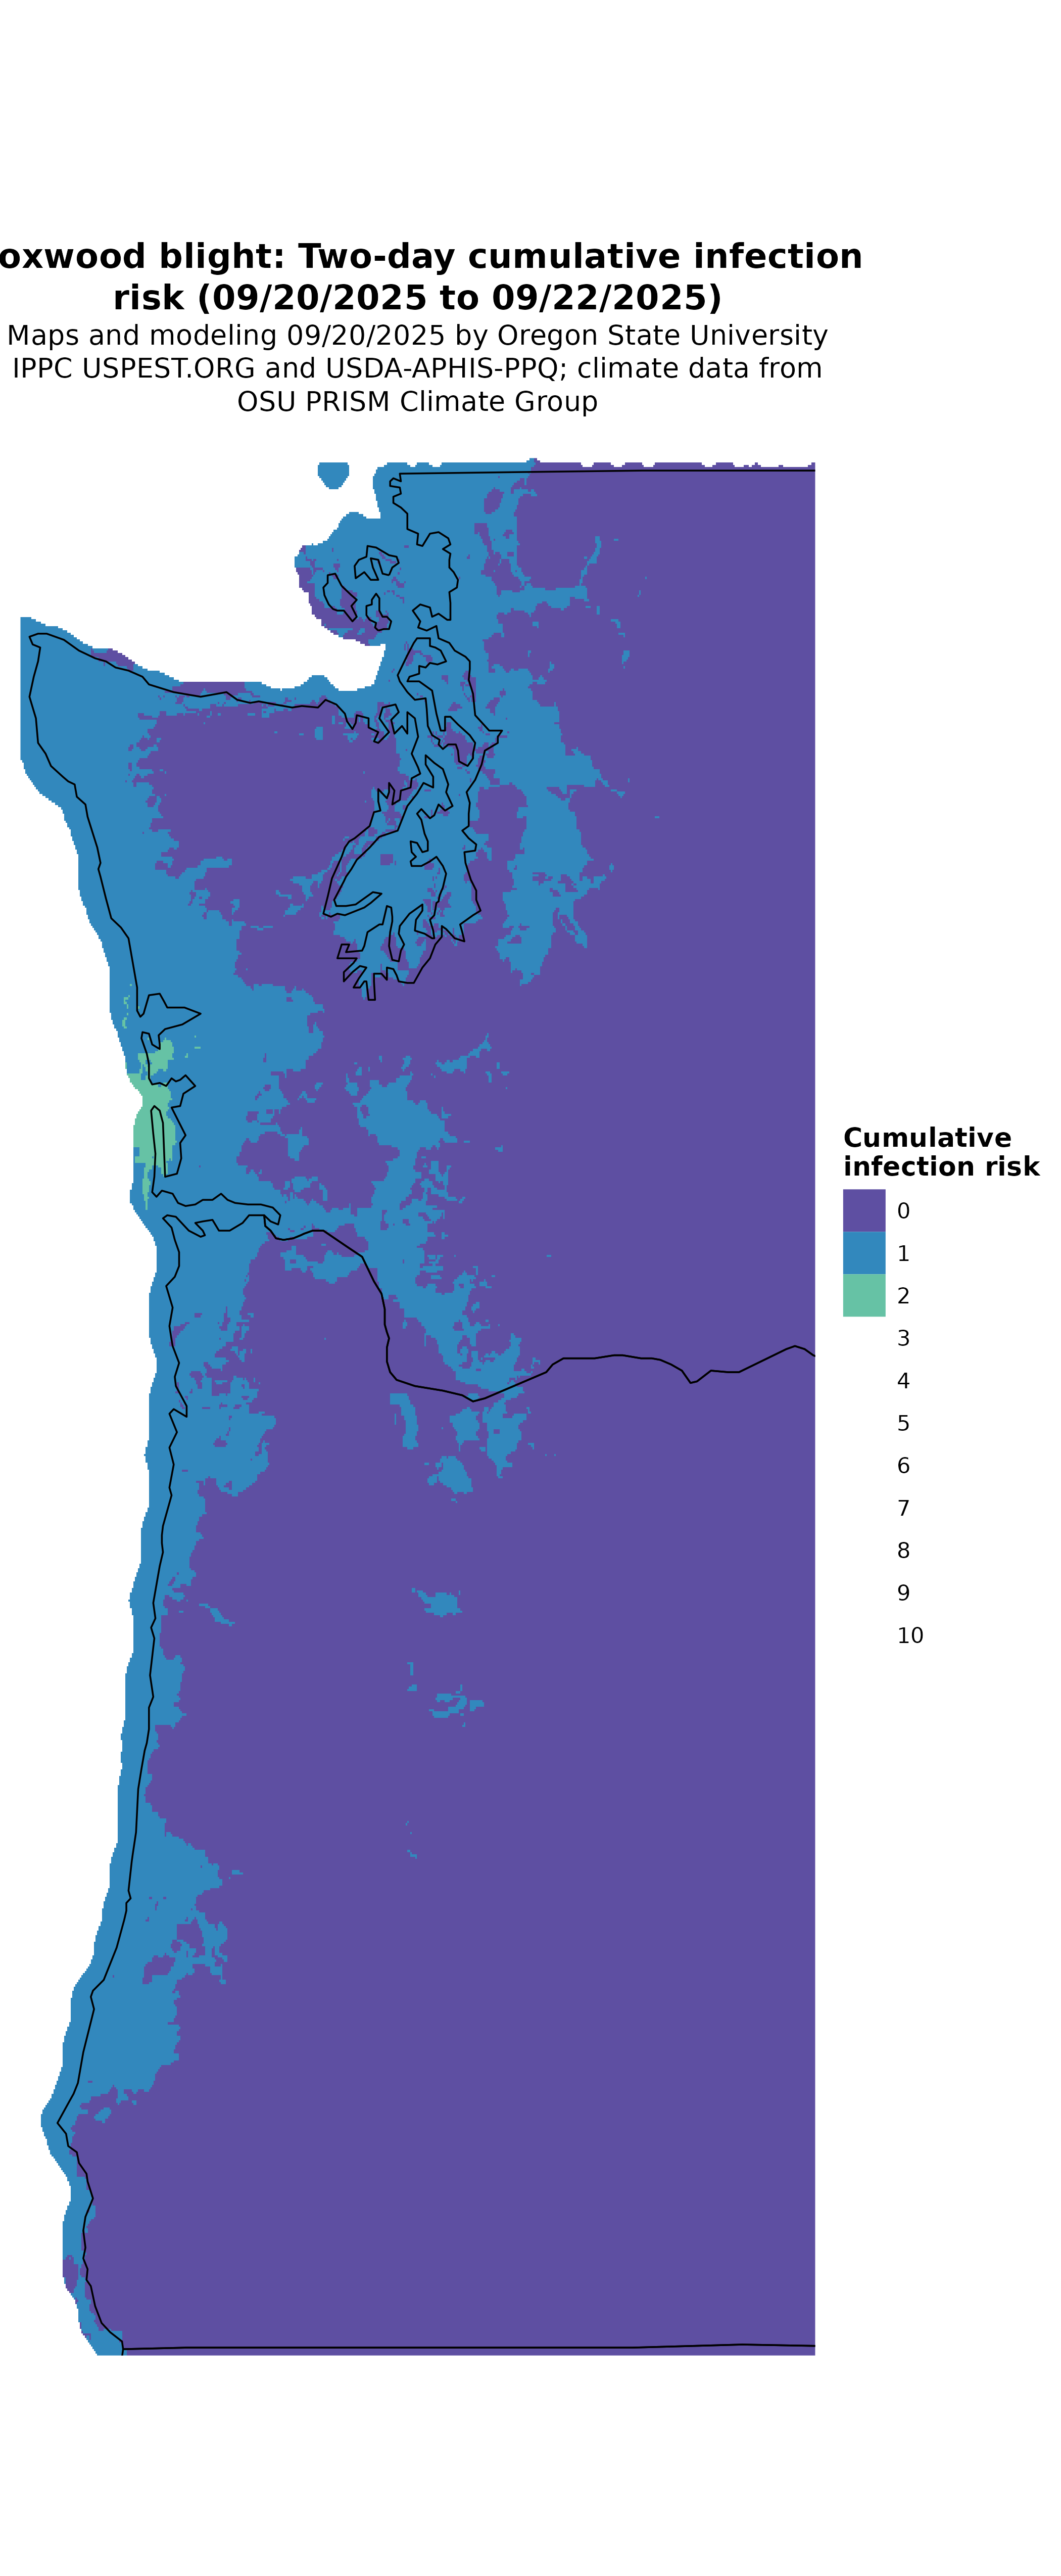 oxwood blight: Two-day cumulative infection
risk (09/20/2025 to 09/22/2025)
Maps and modeling 09/20/2025 by Oregon State University
IPPC USPEST.ORG and USDA-APHIS-PPQ; climate data from
OSU PRISM Climate Group
Cumulative
infection risk
0
1
2
3
4
5
6
7
8
9
10